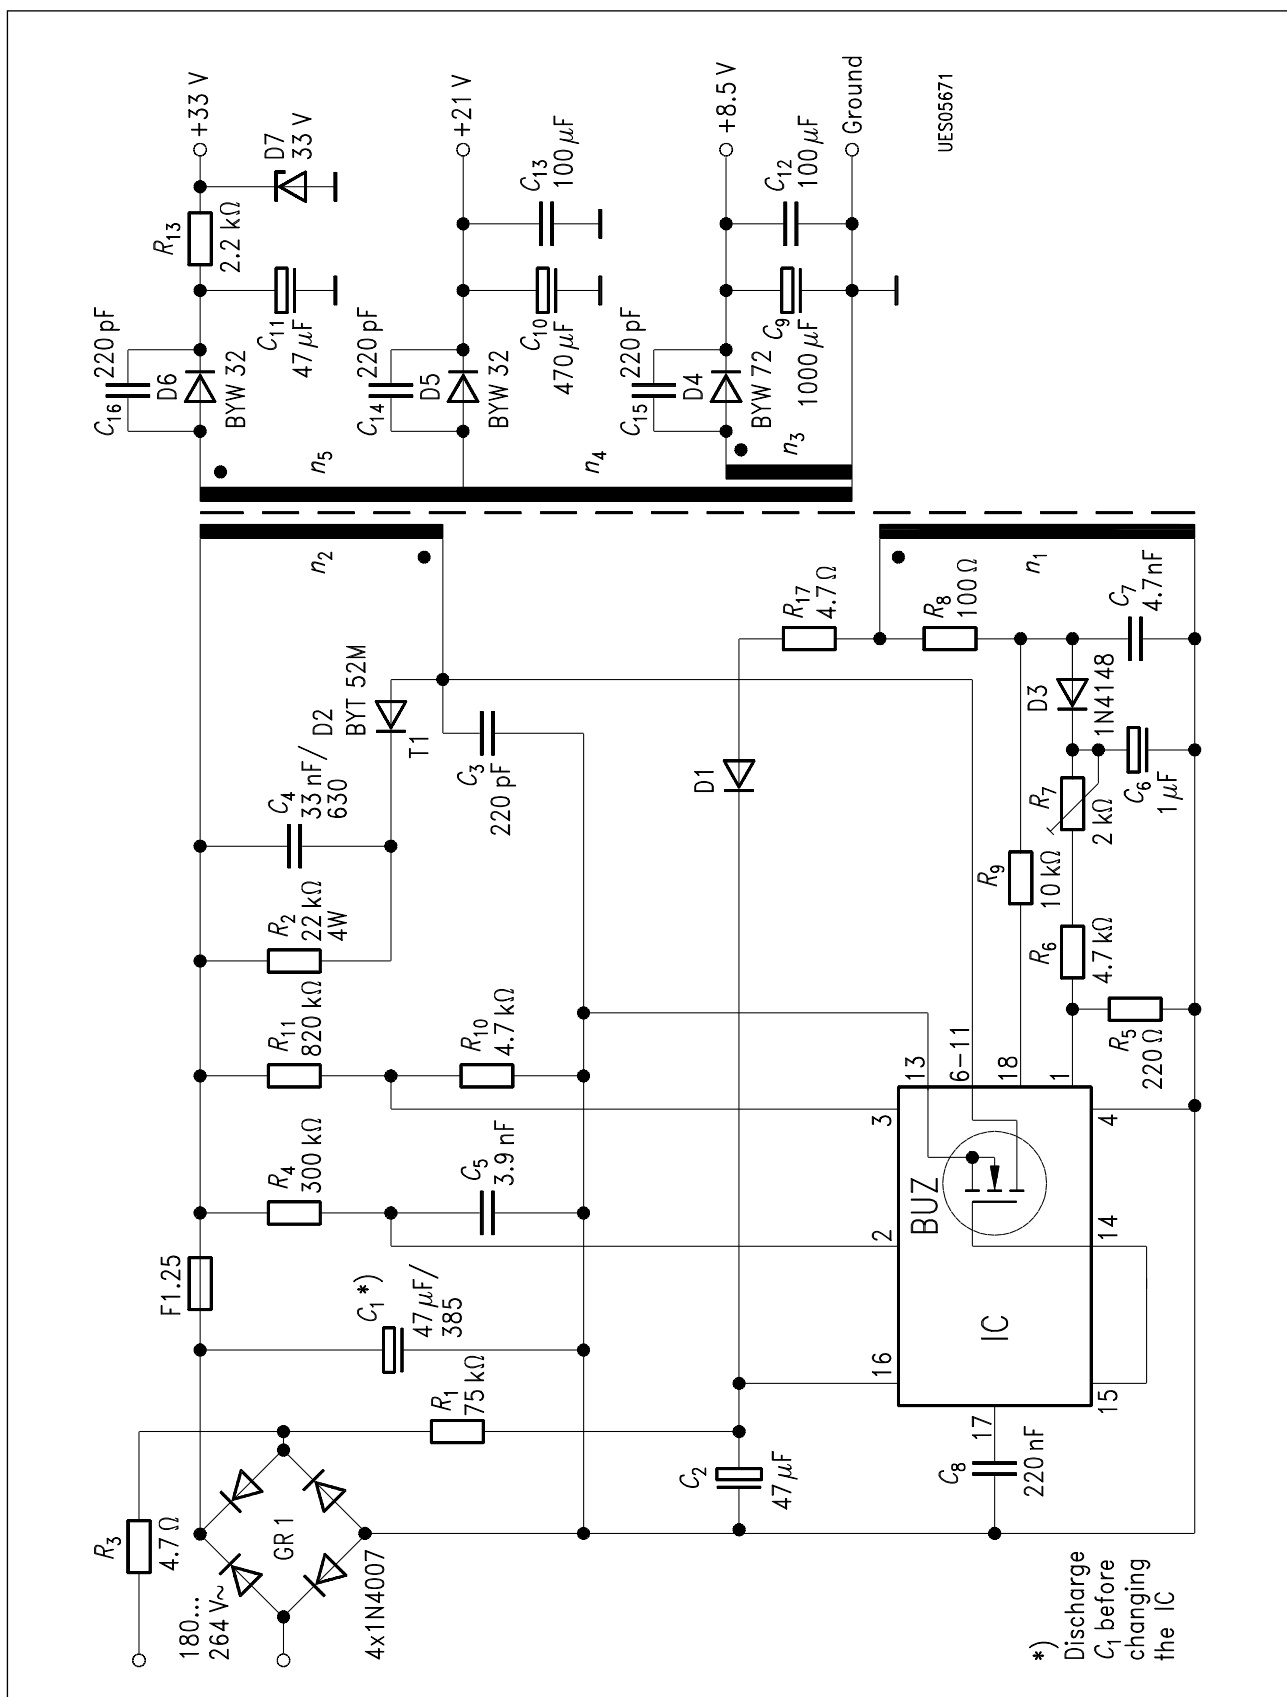 R3
4.7 Ω
180...
264 V~
GR1
4x1N4007
R1
75 kΩ
C1 *)
47 µF/
385
F1.25
R4
300 kΩ
C5
3.9 nF
R11
820 kΩ
R10
4.7 kΩ
R2
22 kΩ
4W
C4
33 nF/
630
D2
BYT 52M
T1
C3
220 pF
n2
n5
n4
n3
n1
C16
220 pF
D6
BYW 32
C11
47 µF
R13
2.2 kΩ
D7
33 V
+33 V
C14
220 pF
D5
BYW 32
C10
470 µF
C13
100 µF
+21 V
C15
220 pF
D4
BYW 72
C9
1000 µF
C12
100 µF
+8.5 V
Ground
UES05671
C2
47 µF
D1
R17
4.7 Ω
R8
100 Ω
C7
4.7 nF
D3
1N4148
C6
1 µF
R7
2 kΩ
R9
10 kΩ
R6
4.7 kΩ
R5
220 Ω
16
2
3
13
6-11
18
1
4
14
15
17
BUZ
IC
C8
220 nF
*)
Discharge
C1 before
changing
the IC